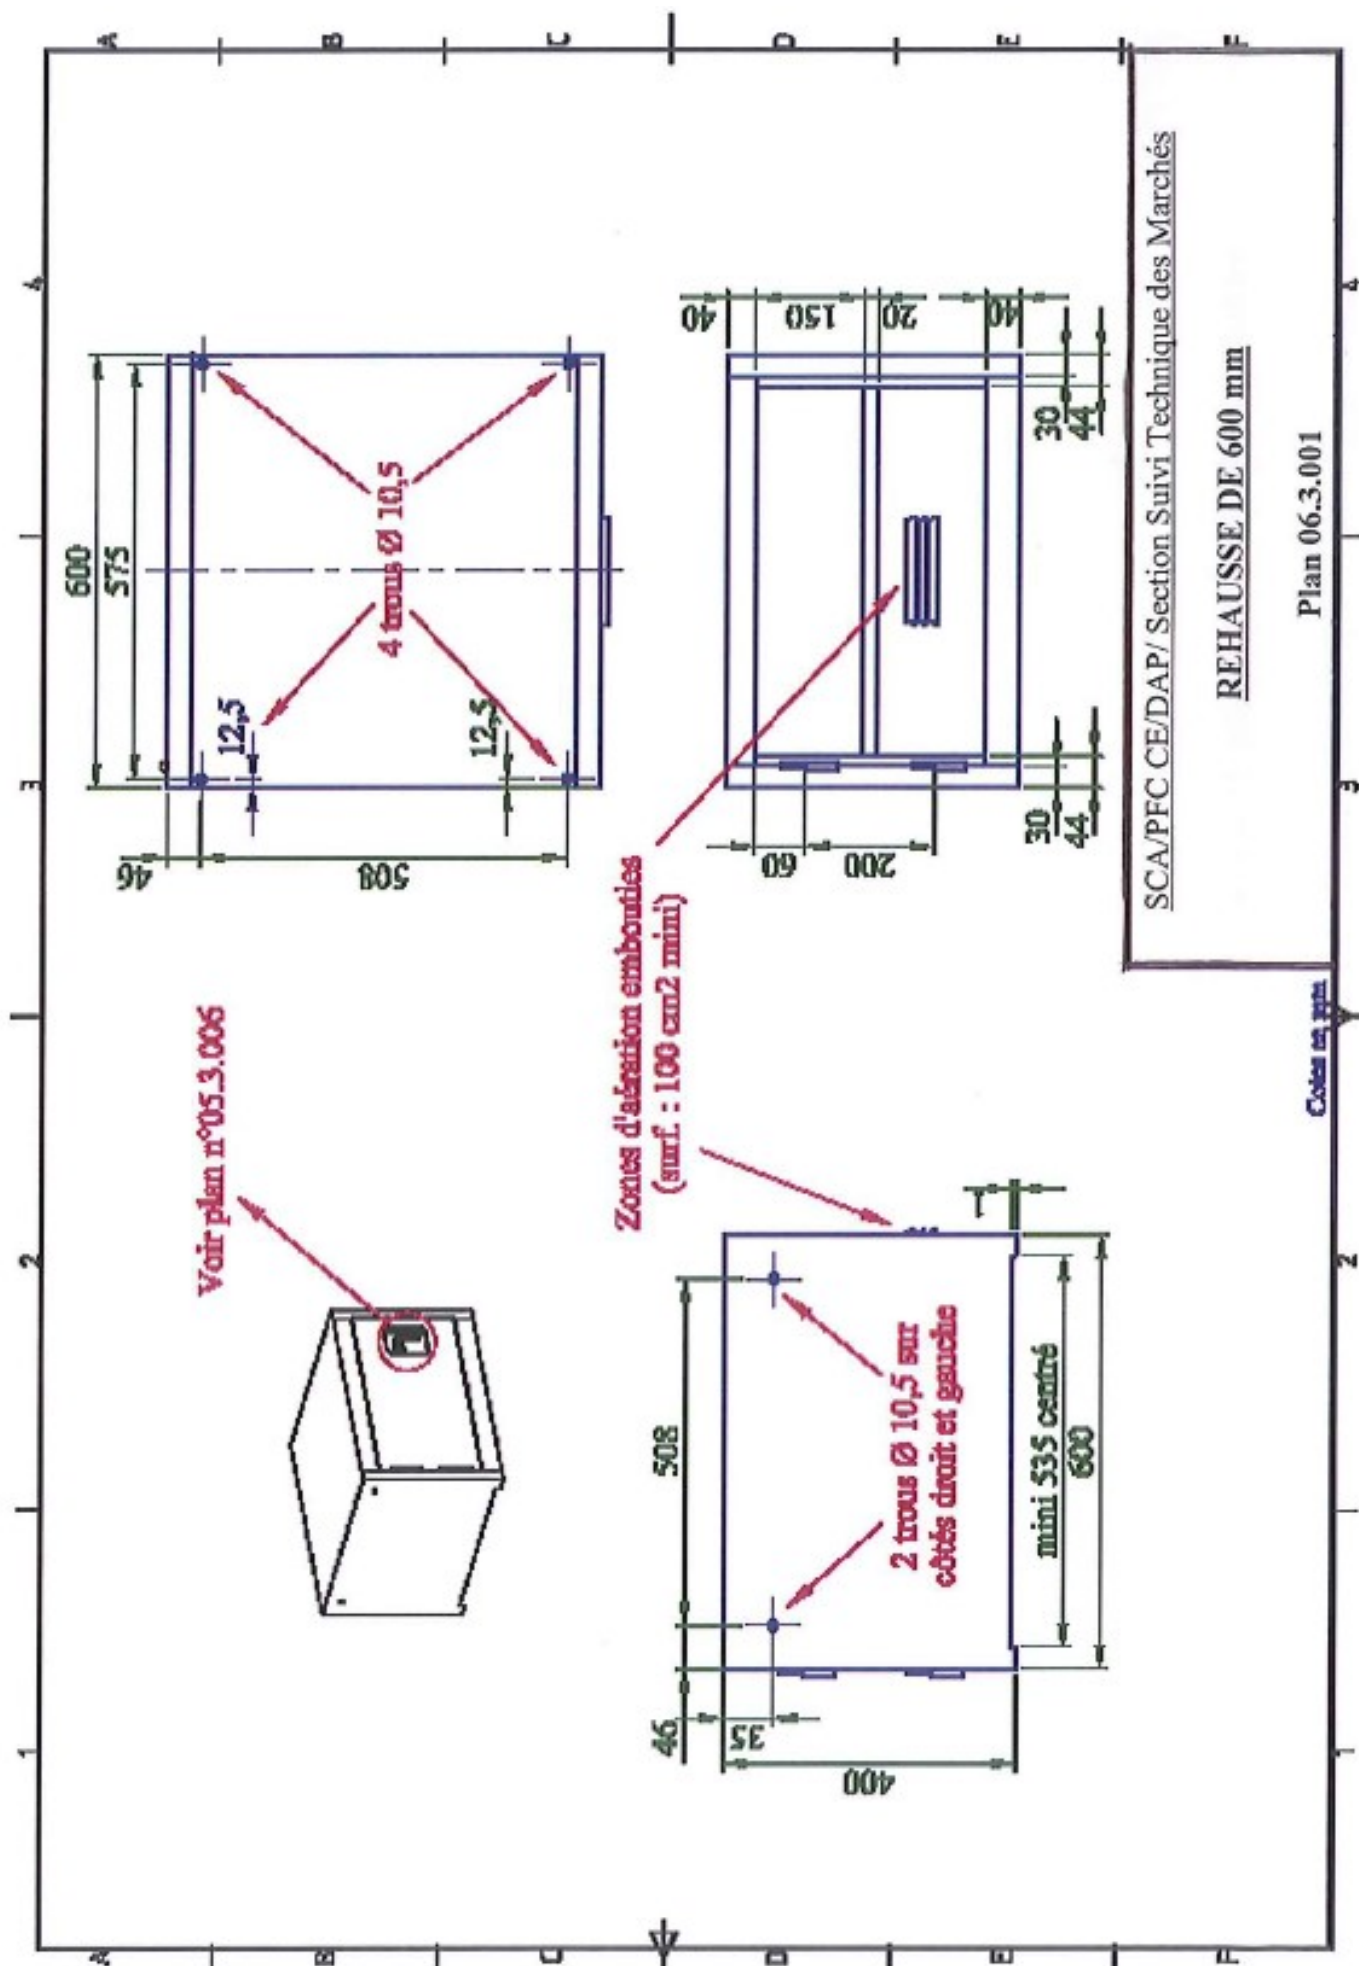 Voir plan n°05.3.006
600
575
12,5
12,5
46
508
4 trous Ø 10,5
Zones d'aération embouties
(surf. : 100 cm2 mini)
508
46
35
400
2 trous Ø 10,5 sur
côtés droit et gauche
mini 535 centré
600
1
40
150
20
40
60
200
30
44
30
44
Cotes en mm
SCA/PFC CE/DAP/ Section Suivi Technique des Marchés
REHAUSSE DE 600 mm
Plan 06.3.001
1
2
3
4
1
2
3
4
A
B
C
D
E
F
A
B
C
D
E
F